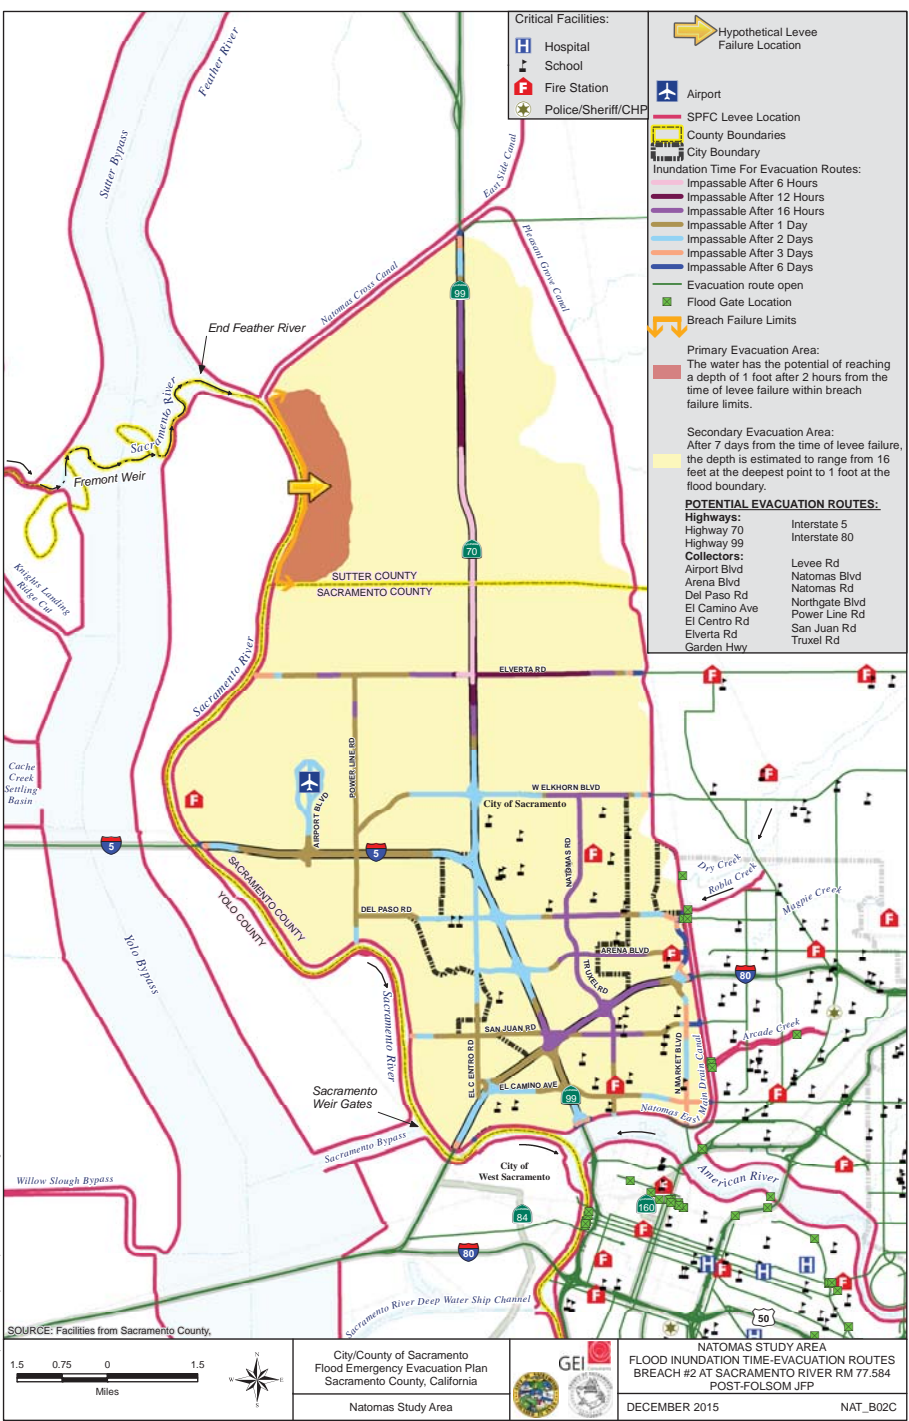 Critical Facilities:
Hospital
School
Fire Station
Police/Sheriff/CHP
Hypothetical Levee
Failure Location
Airport
SPFC Levee Location
County Boundaries
City Boundary
Inundation Time For Evacuation Routes:
Impassable After 6 Hours
Impassable After 12 Hours
Impassable After 16 Hours
Impassable After 1 Day
Impassable After 2 Days
Impassable After 3 Days
Impassable After 6 Days
Evacuation route open
Flood Gate Location
Breach Failure Limits
Primary Evacuation Area:
The water has the potential of reaching
a depth of 1 foot after 2 hours from the
time of levee failure within breach
failure limits.
Secondary Evacuation Area:
After 7 days from the time of levee failure,
the depth is estimated to range from 16
feet at the deepest point to 1 foot at the
flood boundary.
POTENTIAL EVACUATION ROUTES:
Highways:
Highway 70
Highway 99
Interstate 5
Interstate 80
Collectors:
Airport Blvd
Arena Blvd
Del Paso Rd
El Camino Ave
El Centro Rd
Elverta Rd
Garden Hwy
Levee Rd
Natomas Blvd
Natomas Rd
Northgate Blvd
Power Line Rd
San Juan Rd
Truxel Rd
Feather River
Sutter Bypass
East Side Canal
Pleasant Grove Canal
Natomas Cross Canal
99
End Feather River
Sacramento River
Fremont Weir
Knights Landing
Ridge Cut
70
SUTTER COUNTY
SACRAMENTO COUNTY
Sacramento River
ELVERTA RD
POWER LINE RD
Cache
Creek
Settling
Basin
AIRPORT BLVD
W ELKHORN BLVD
City of Sacramento
NATOMAS RD
5
5
SACRAMENTO COUNTY
YOLO COUNTY
DEL PASO RD
Dry Creek
Robla Creek
Magpie Creek
Yolo Bypass
ARENA BLVD
TRUXEL RD
80
Sacramento River
SAN JUAN RD
EL CENTRO RD
N MARKET BLVD
Arcade Creek
Main Drain Canal
Natomas East
EL CAMINO AVE
99
Sacramento
Weir Gates
Sacramento Bypass
City of
West Sacramento
American River
Willow Slough Bypass
84
160
80
50
Sacramento River Deep Water Ship Channel
SOURCE: Facilities from Sacramento County,
1.5 0.75 0 1.5
Miles
N
W E
S
City/County of Sacramento
Flood Emergency Evacuation Plan
Sacramento County, California
Natomas Study Area
GEI
NATOMAS STUDY AREA
FLOOD INUNDATION TIME-EVACUATION ROUTES
BREACH #2 AT SACRAMENTO RIVER RM 77.584
POST-FOLSOM JFP
DECEMBER 2015 NAT_B02C